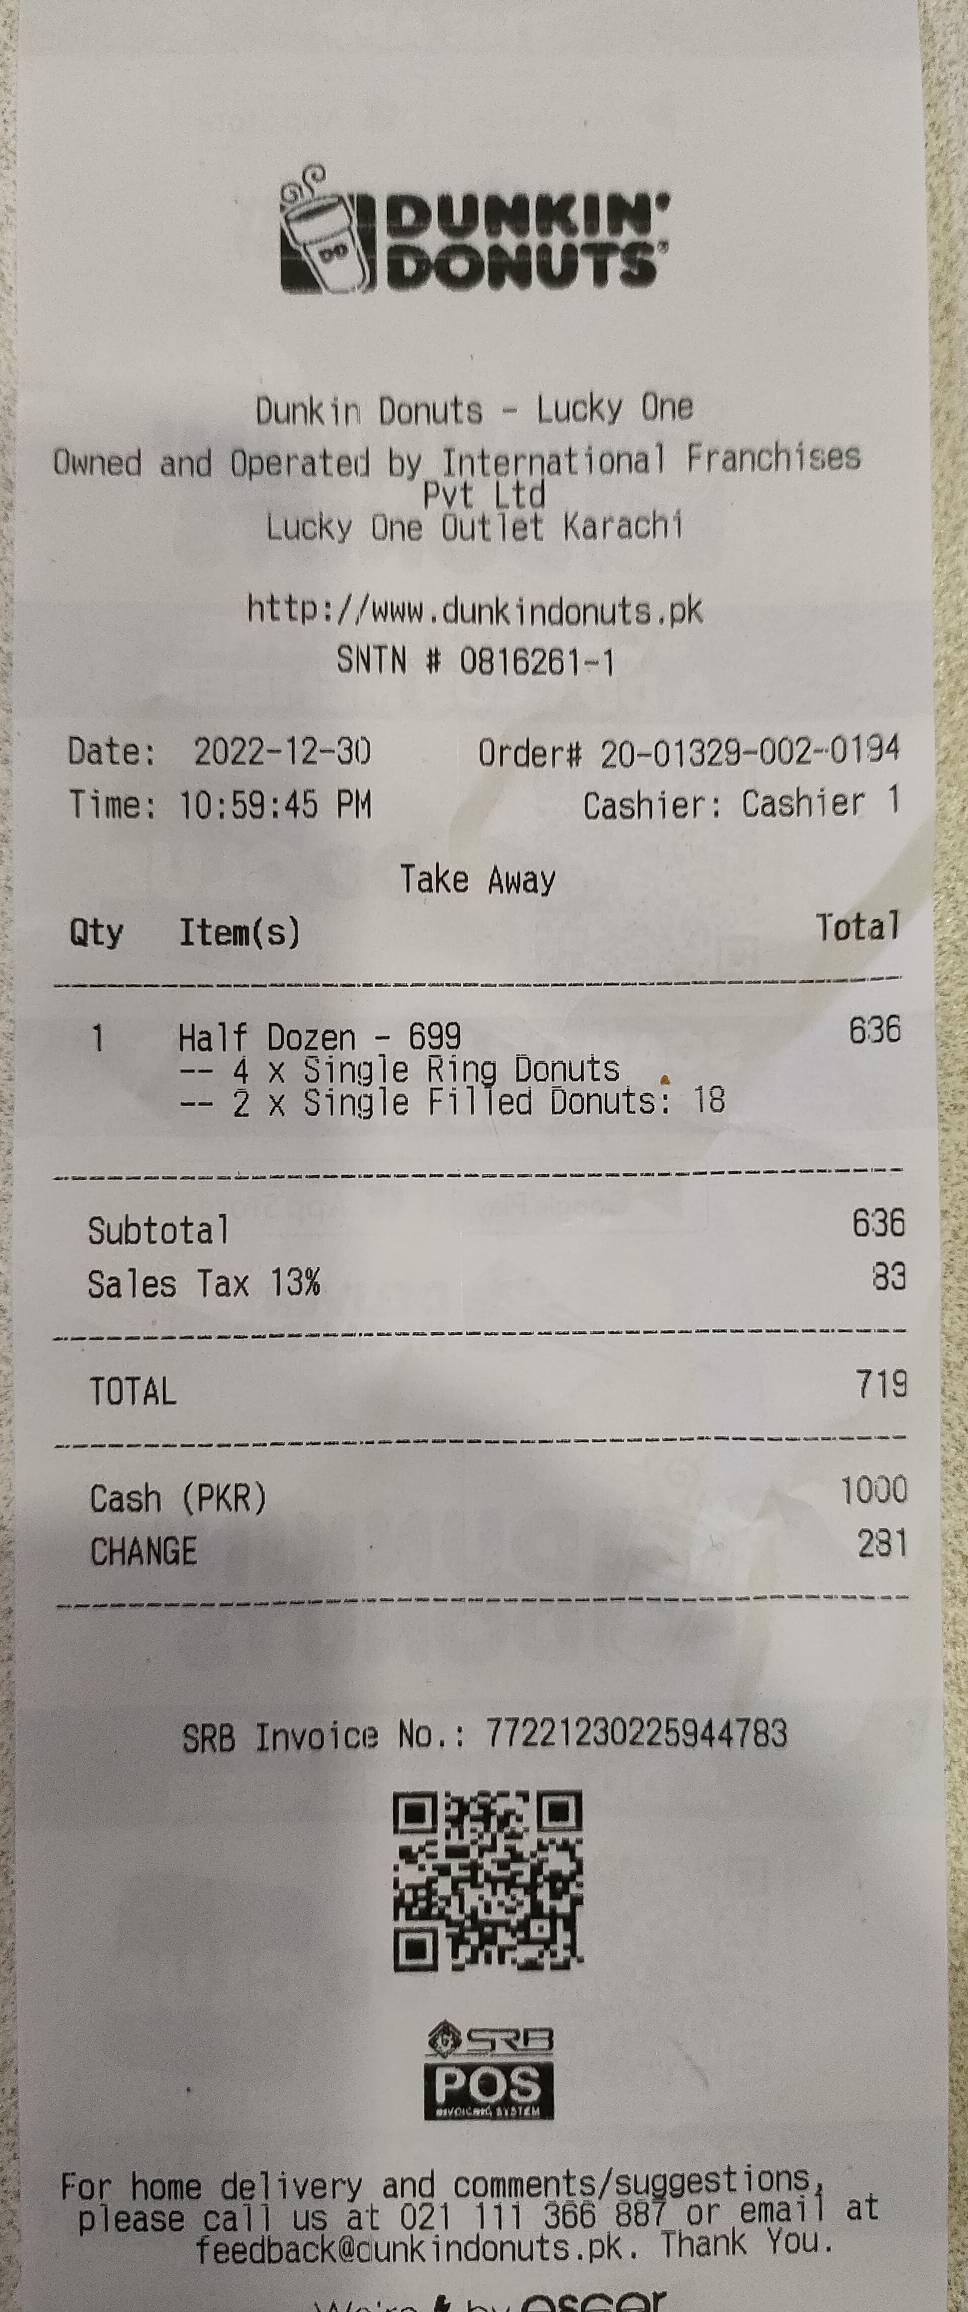 DUNKIN'
DONUTS®
DD
Dunkin Donuts - Lucky One
Owned and Operated by International Franchises
Pvt Ltd
Lucky One Outlet Karachi
http://www.dunkindonuts.pk
SNTN # 0816261-1
Date: 2022-12-30 Order# 20-01329-002-0194
Time: 10:59:45 PM Cashier: Cashier 1
Take Away
Qty Item(s) Total
1 Half Dozen - 699 636
-- 4 x Single Ring Donuts
-- 2 x Single Filled Donuts: 18
Subtotal 636
Sales Tax 13% 83
TOTAL 719
Cash (PKR) 1000
CHANGE 281
SRB Invoice No.: 77221230225944783
SRB
POS
INVOICING SYSTEM
For home delivery and comments/suggestions,
please call us at 021 111 366 887 or email at
feedback@dunkindonuts.pk. Thank You.
by oscar